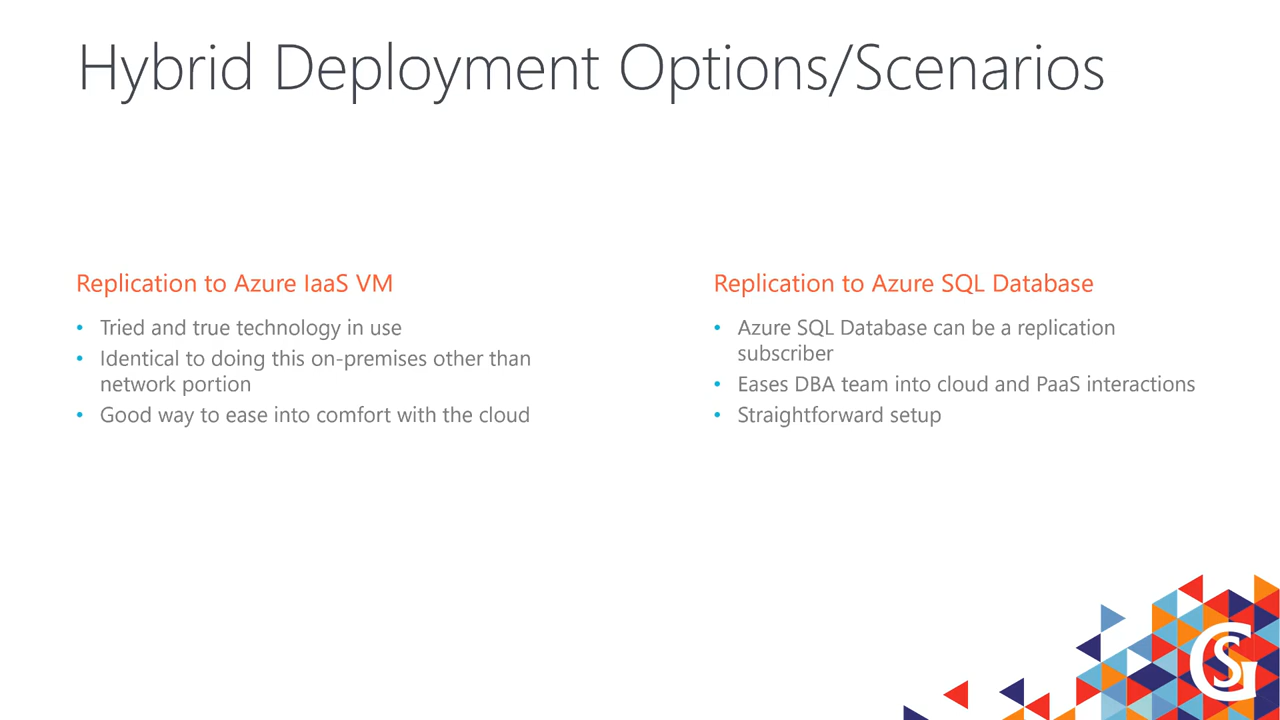 Hybrid Deployment Options/Scenarios
Replication to Azure IaaS VM
• Tried and true technology in use
• Identical to doing this on-premises other than
network portion
• Good way to ease into comfort with the cloud
Replication to Azure SQL Database
• Azure SQL Database can be a replication
subscriber
• Eases DBA team into cloud and PaaS interactions
• Straightforward setup
GS